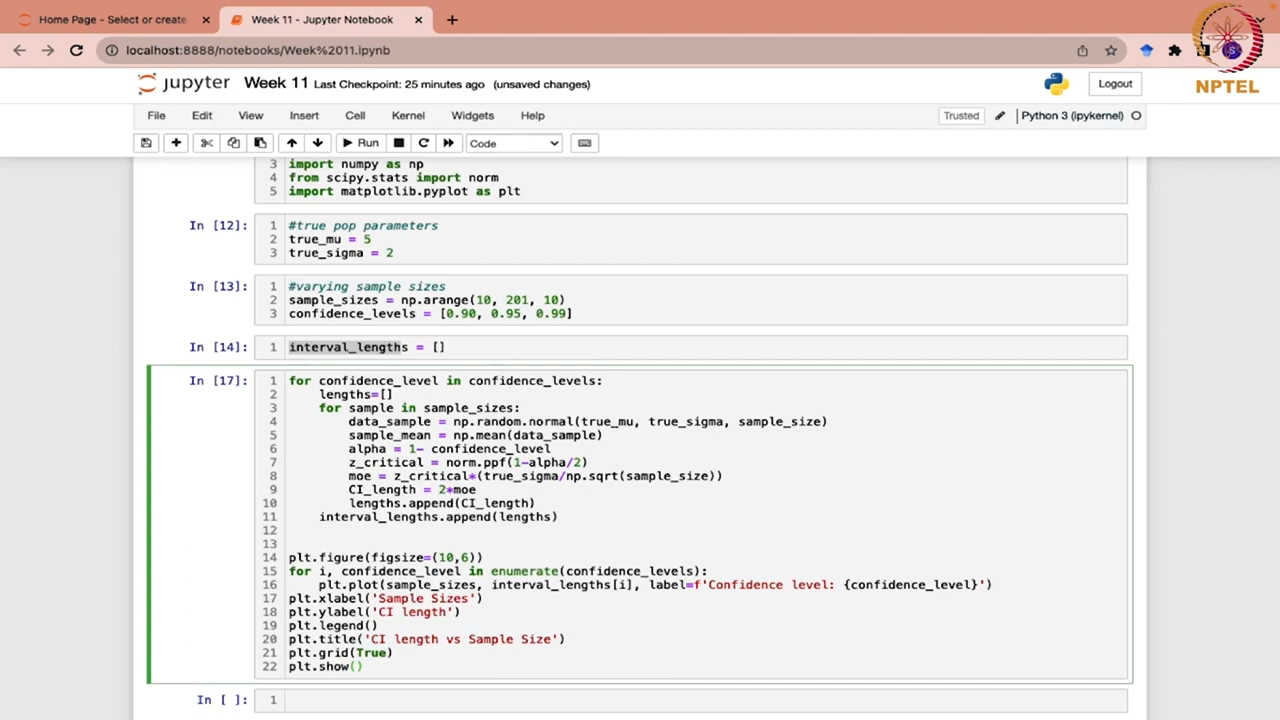 Home Page - Select or create
Week 11 - Jupyter Notebook
localhost:8888/notebooks/Week%2011.ipynb
NPTEL
jupyter Week 11 Last Checkpoint: 25 minutes ago (unsaved changes)
Logout
File Edit View Insert Cell Kernel Widgets Help
Trusted Python 3 (ipykernel)
Run Code
3 import numpy as np
4 from scipy.stats import norm
5 import matplotlib.pyplot as plt
In [12]: 1 #true pop parameters
2 true_mu = 5
3 true_sigma = 2
In [13]: 1 #varying sample sizes
2 sample_sizes = np.arange(10, 201, 10)
3 confidence_levels = [0.90, 0.95, 0.99]
In [14]: 1 interval_lengths = []
In [17]: 1 for confidence_level in confidence_levels:
2 lengths=[]
3 for sample in sample_sizes:
4 data_sample = np.random.normal(true_mu, true_sigma, sample_size)
5 sample_mean = np.mean(data_sample)
6 alpha = 1- confidence_level
7 z_critical = norm.ppf(1-alpha/2)
8 moe = z_critical*(true_sigma/np.sqrt(sample_size))
9 CI_length = 2*moe
10 lengths.append(CI_length)
11 interval_lengths.append(lengths)
12
13
14 plt.figure(figsize=(10,6))
15 for i, confidence_level in enumerate(confidence_levels):
16 plt.plot(sample_sizes, interval_lengths[i], label=f'Confidence level: {confidence_level}')
17 plt.xlabel('Sample Sizes')
18 plt.ylabel('CI length')
19 plt.legend()
20 plt.title('CI length vs Sample Size')
21 plt.grid(True)
22 plt.show()
In [ ]: 1